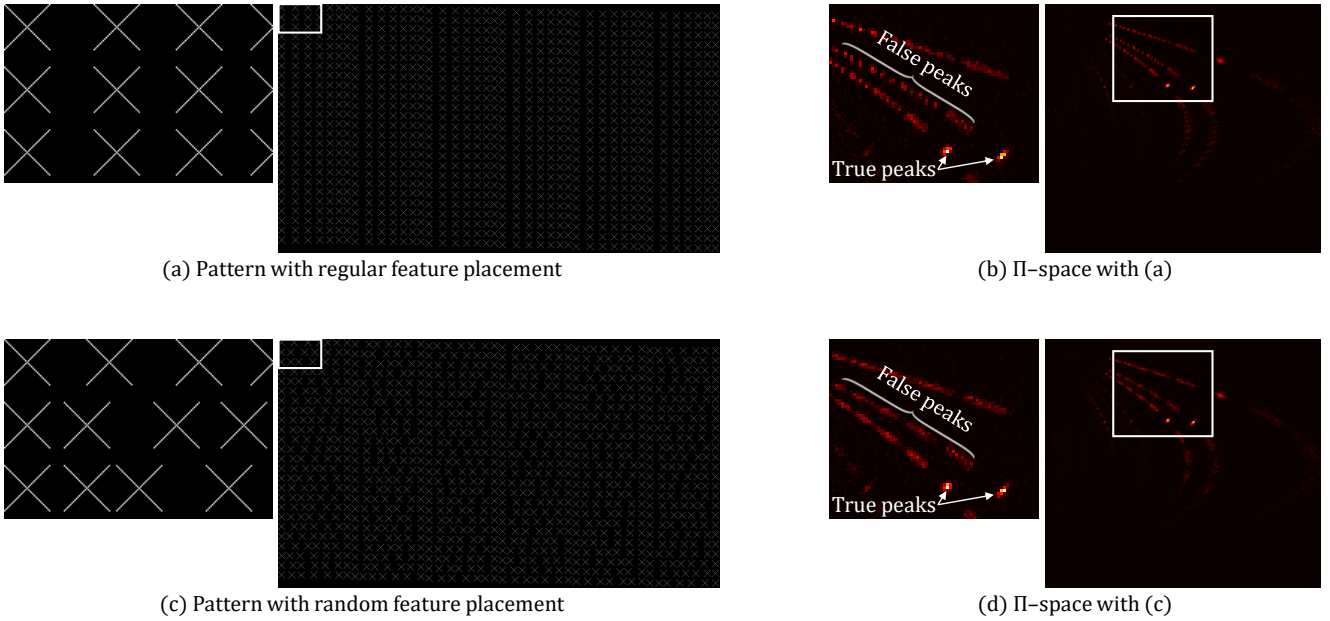 False peaks
True peaks
(a) Pattern with regular feature placement
(b) Π–space with (a)
False peaks
True peaks
(c) Pattern with random feature placement
(d) Π–space with (c)